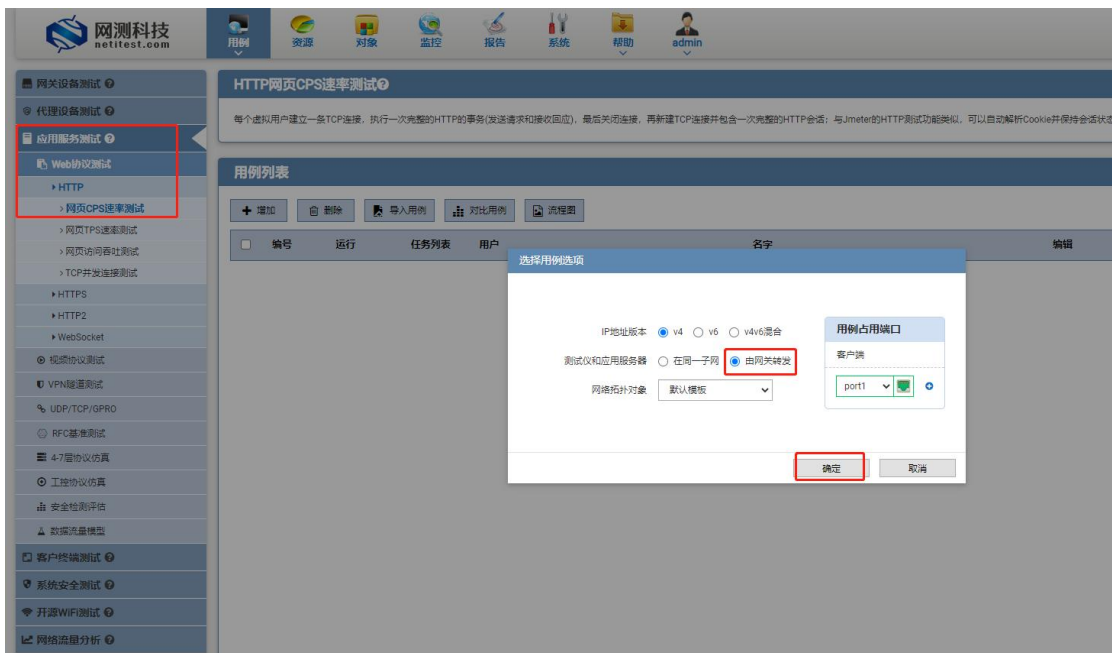 网测科技
netitest.com
用例
资源
对象
监控
报告
系统
帮助
admin
网关设备测试
代理设备测试
应用服务测试
Web协议测试
HTTP
网页CPS速率测试
网页TPS速率测试
网页访问吞吐测试
TCP并发连接测试
HTTPS
HTTP2
WebSocket
视频协议测试
VPN隧道测试
UDP/TCP/GPRO
RFC基准测试
4-7层协议仿真
工控协议仿真
安全检测评估
数据流量模型
客户终端测试
系统安全测试
开源WiFi测试
网络流量分析
HTTP网页CPS速率测试
每个虚拟用户建立一条TCP连接，执行一次完整的HTTP的事务(发送请求和接收回应)，最后关闭连接，再新建TCP连接并包含一次完整的HTTP会话；与Jmeter的HTTP测试功能类似，可以自动解析Cookie并保持会话状态
用例列表
增加 删除 导入用例 对比用例 流程图
编号 运行 任务列表 用户 名字 编辑
选择用例选项
IP地址版本 v4 v6 v4v6混合
测试仪和应用服务器 在同一子网 由网关转发
网络拓扑对象 默认模板
用例占用端口
客户端
port1
确定 取消